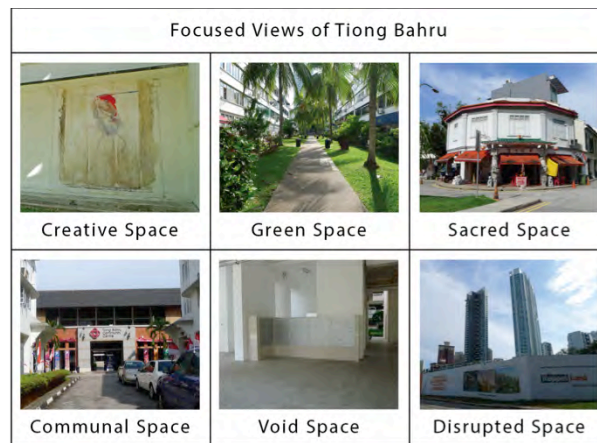 Focused Views of Tiong Bahru
Creative Space
Green Space
Sacred Space
Communal Space
Void Space
Disrupted Space